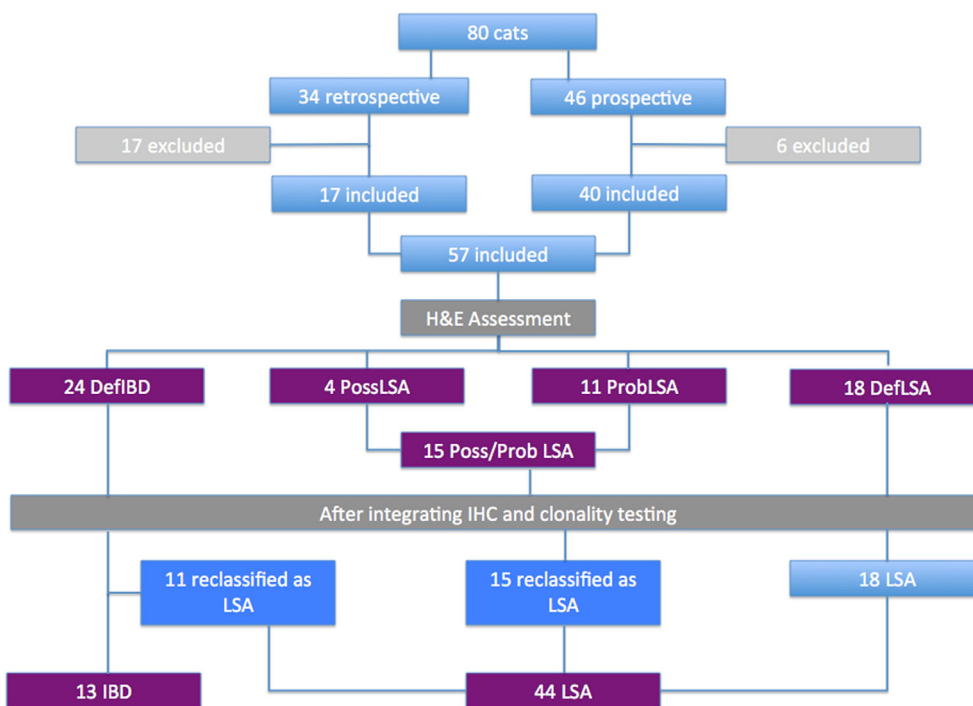 80 cats
34 retrospective
46 prospective
17 excluded
6 excluded
17 included
40 included
57 included
H&E Assessment
24 DefIBD
4 PossLSA
11 ProbLSA
18 DefLSA
15 Poss/Prob LSA
After integrating IHC and clonality testing
11 reclassified as
LSA
15 reclassified as
LSA
18 LSA
13 IBD
44 LSA